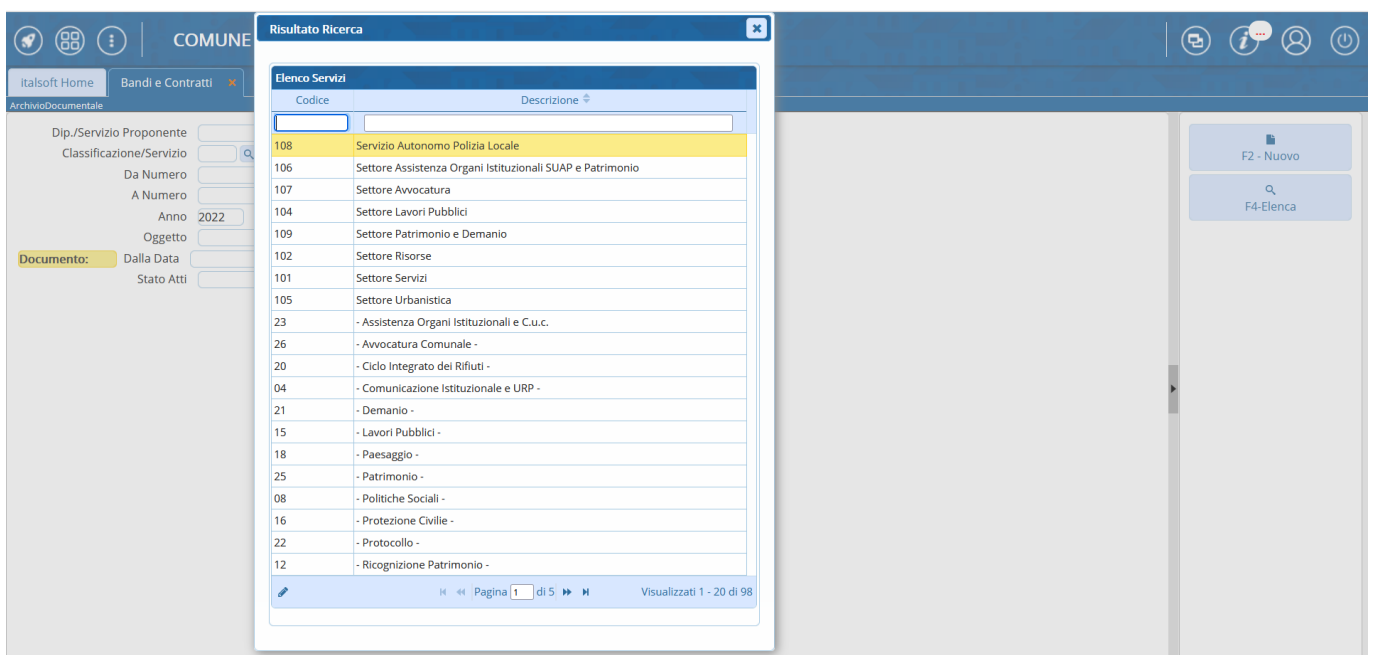 COMUNE
Risultato Ricerca
...
italsoft Home
Bandi e Contratti
ArchivioDocumentale
Dip./Servizio Proponente
Classificazione/Servizio
Da Numero
A Numero
Anno 2022
Oggetto
Documento: Dalla Data
Stato Atti
Elenco Servizi
Codice Descrizione
108 Servizio Autonomo Polizia Locale
106 Settore Assistenza Organi Istituzionali SUAP e Patrimonio
107 Settore Avvocatura
104 Settore Lavori Pubblici
109 Settore Patrimonio e Demanio
102 Settore Risorse
101 Settore Servizi
105 Settore Urbanistica
23 - Assistenza Organi Istituzionali e C.u.c.
26 - Avvocatura Comunale -
20 - Ciclo Integrato dei Rifiuti -
04 - Comunicazione Istituzionale e URP -
21 - Demanio -
15 - Lavori Pubblici -
18 - Paesaggio -
25 - Patrimonio -
08 - Politiche Sociali -
16 - Protezione Civilie -
22 - Protocollo -
12 - Ricognizione Patrimonio -
Pagina 1 di 5 Visualizzati 1 - 20 di 98
F2 - Nuovo
F4-Elenca